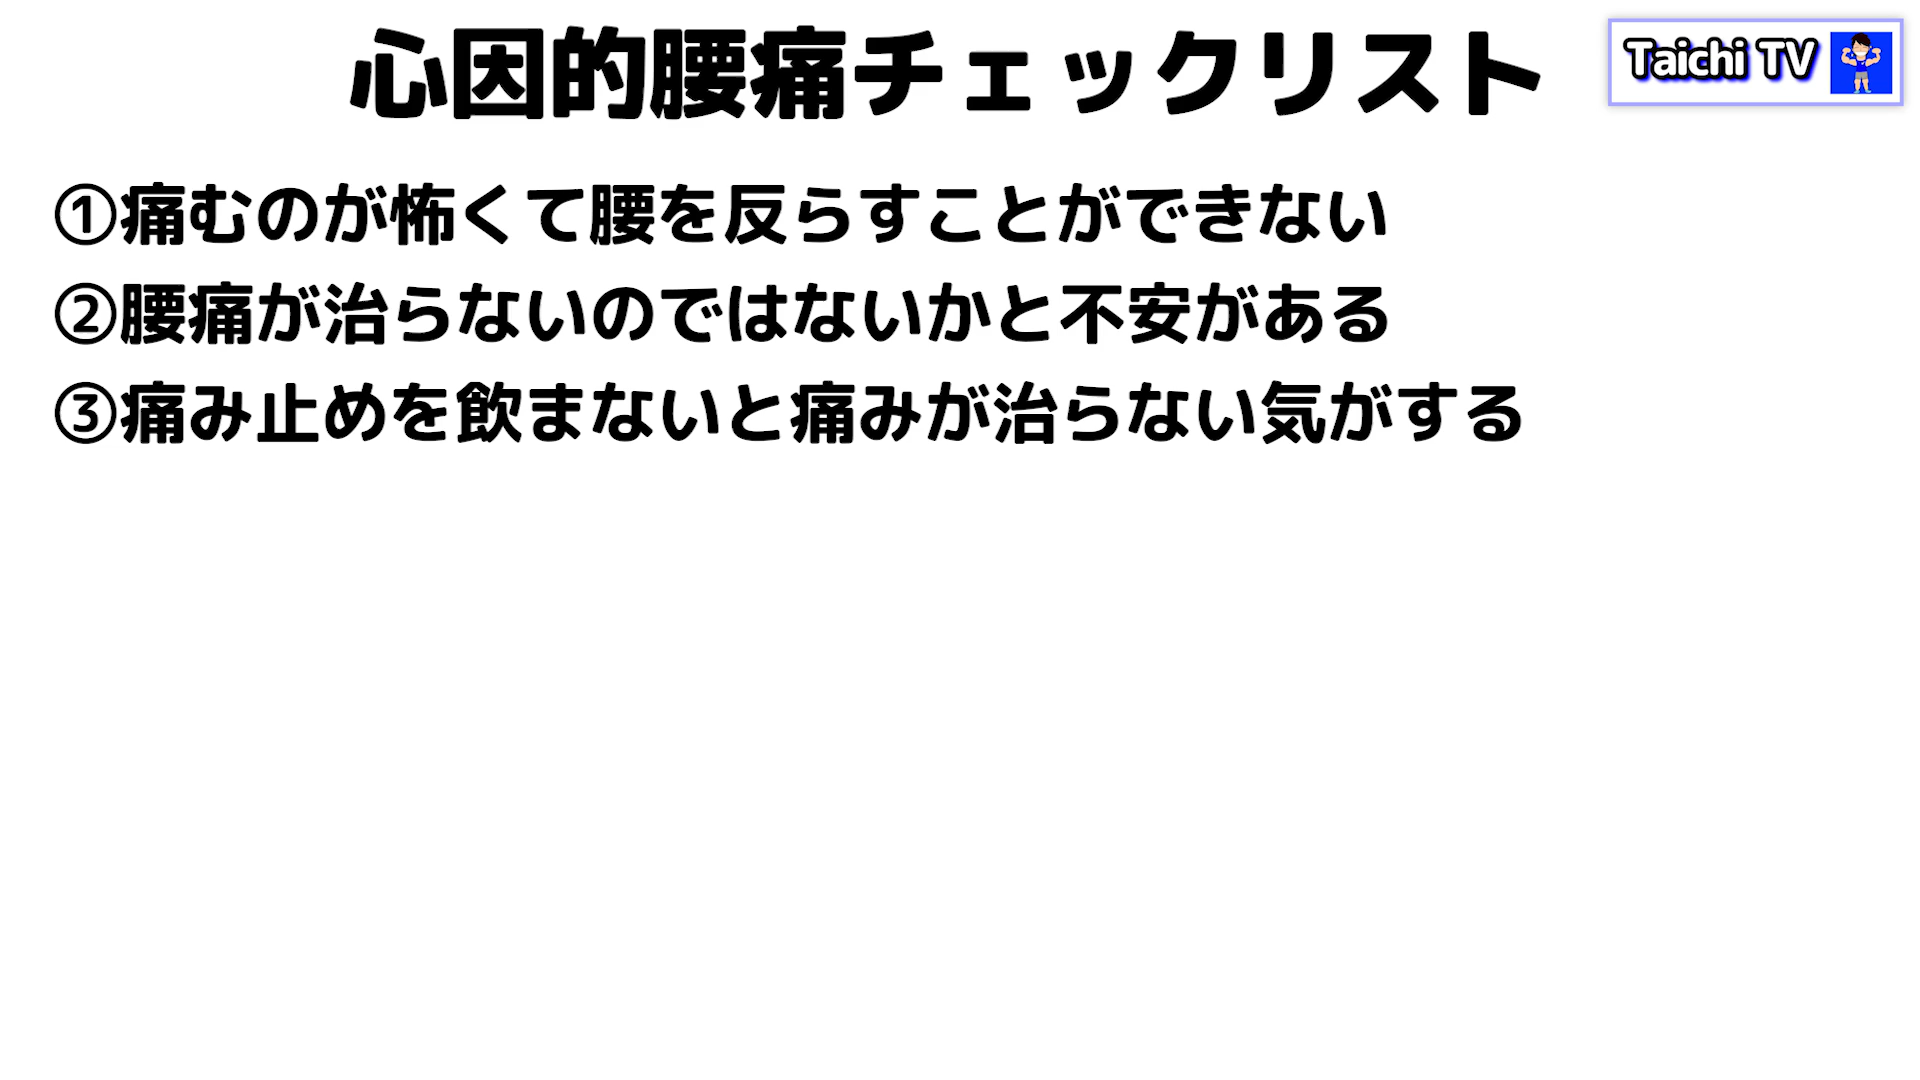 心因的腰痛チェックリスト
Taichi TV
①痛むのが怖くて腰を反らすことができない
②腰痛が治らないのではないかと不安がある
③痛み止めを飲まないと痛みが治らない気がする